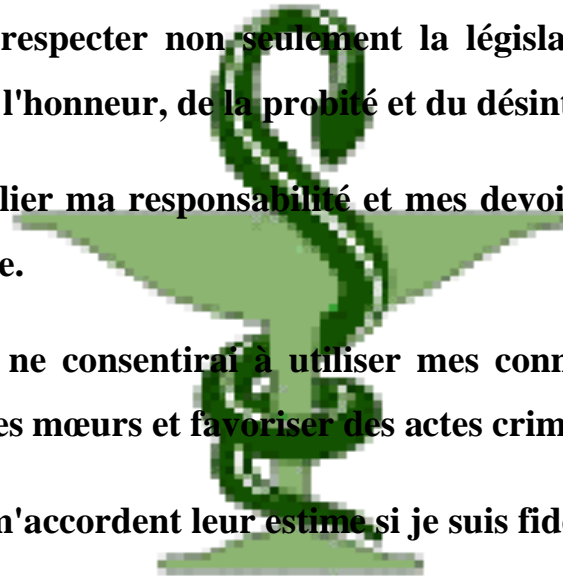 respecter non seulement la législa
l'honneur, de la probité et du désint
lier ma responsabilité et mes devoi
e.
ne consentirai à utiliser mes conn
es mœurs et favoriser des actes crim
m'accordent leur estime si je suis fid